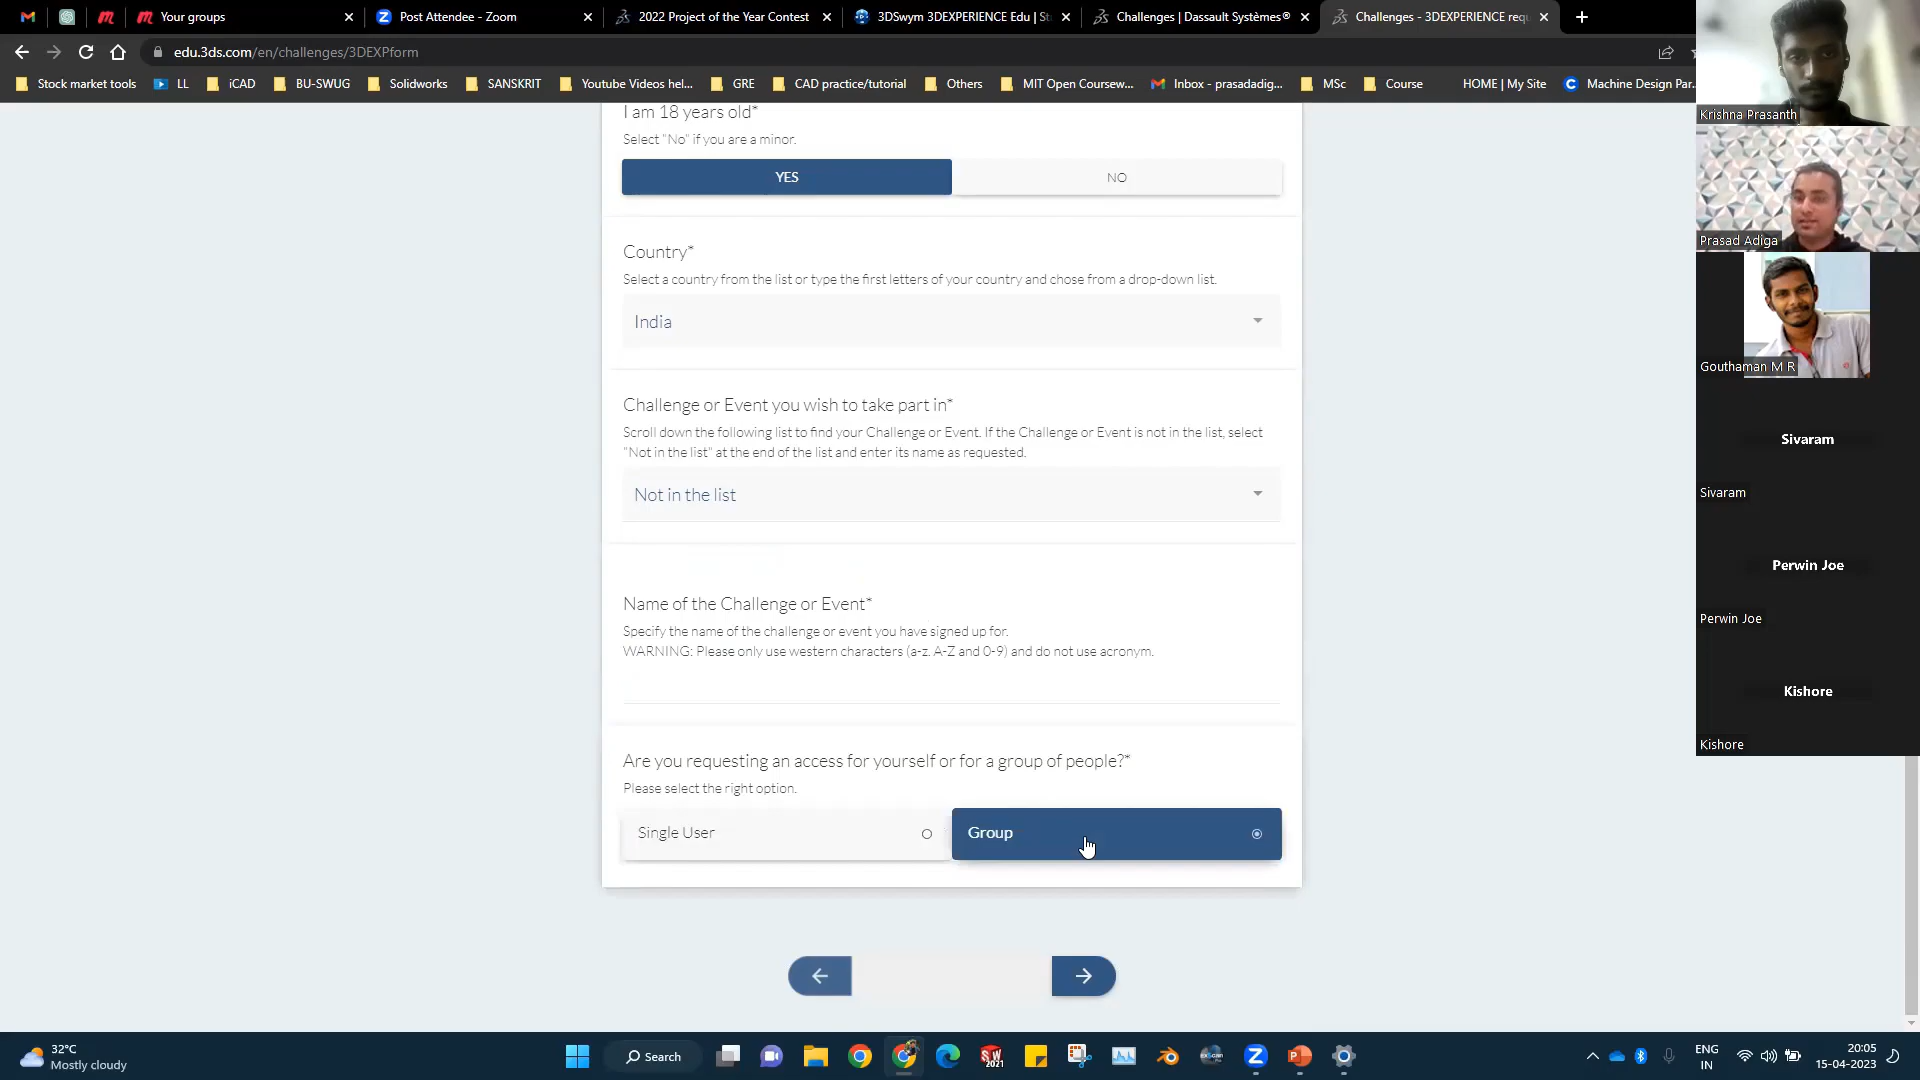 Your groups
Post Attendee - Zoom
2022 Project of the Year Contest
3DSwym 3DEXPERIENCE Edu | St
Challenges | Dassault Systèmes®
Challenges - 3DEXPERIENCE requ
edu.3ds.com/en/challenges/3DEXPform
Stock market tools
LL
iCAD
BU-SWUG
Solidworks
SANSKRIT
Youtube Videos hel...
GRE
CAD practice/tutorial
Others
MIT Open Coursew...
Inbox - prasadadig...
MSc
Course
HOME | My Site
Machine Design Par...
I am 18 years old*
Select "No" if you are a minor.
YES
NO
Country*
Select a country from the list or type the first letters of your country and chose from a drop-down list.
India
Challenge or Event you wish to take part in*
Scroll down the following list to find your Challenge or Event. If the Challenge or Event is not in the list, select
"Not in the list" at the end of the list and enter its name as requested.
Not in the list
Name of the Challenge or Event*
Specify the name of the challenge or event you have signed up for.
WARNING: Please only use western characters (a-z. A-Z and 0-9) and do not use acronym.
Are you requesting an access for yourself or for a group of people?*
Please select the right option.
Single User
Group
Krishna Prasanth
Prasad Adiga
Gouthaman M R
Sivaram
Sivaram
Perwin Joe
Perwin Joe
Kishore
Kishore
32°C
Mostly cloudy
Search
SW
2021
ENG
IN
20:05
15-04-2023